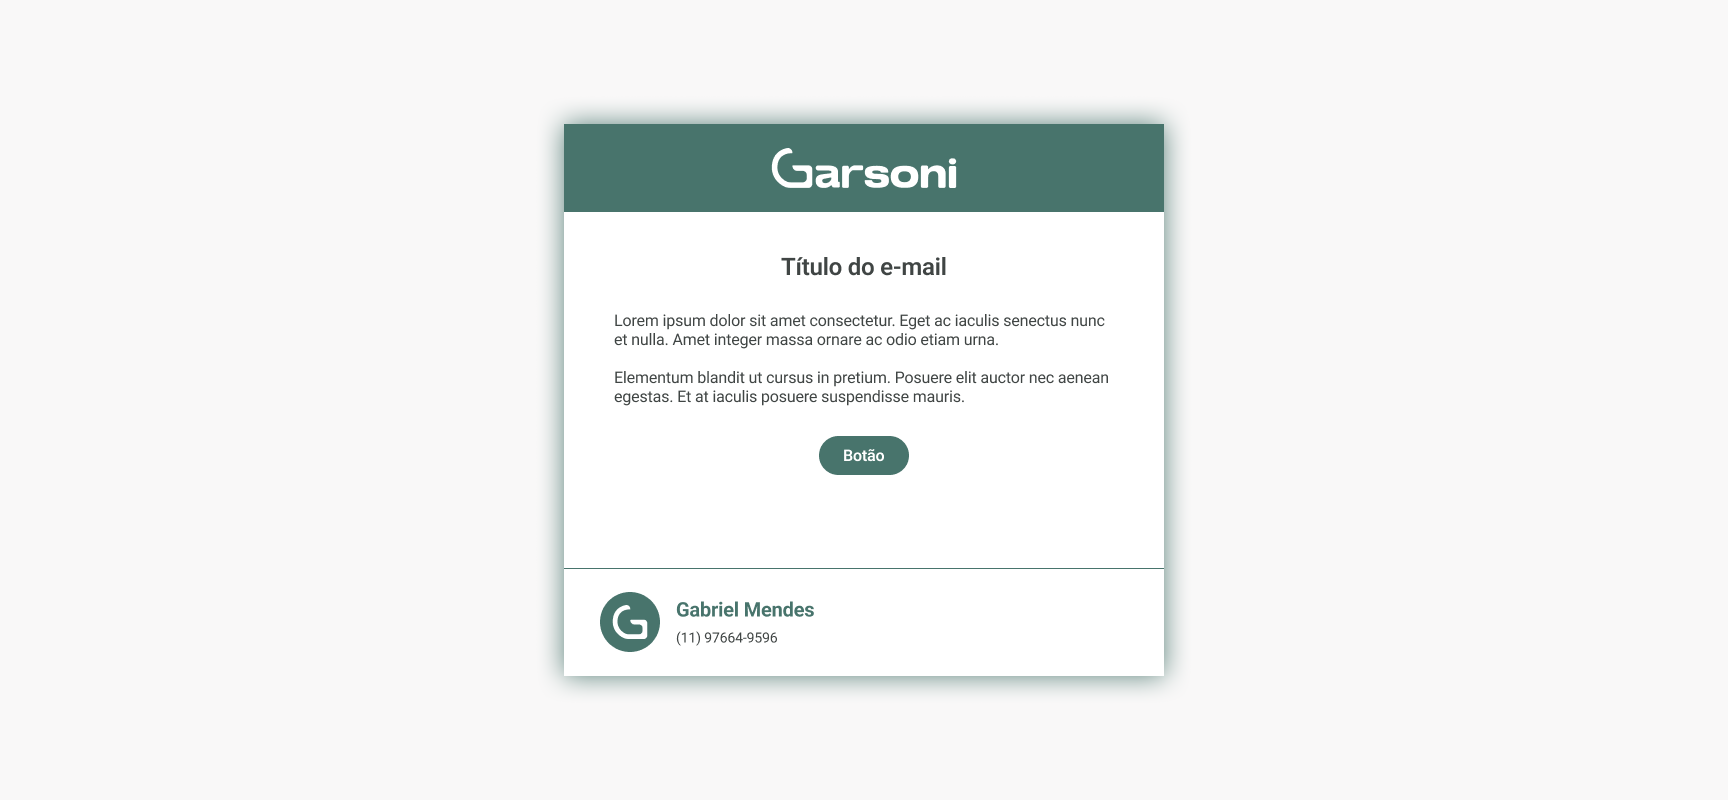 Garsoni
Título do e-mail
Lorem ipsum dolor sit amet consectetur. Eget ac iaculis senectus nunc
et nulla. Amet integer massa ornare ac odio etiam urna.
Elementum blandit ut cursus in pretium. Posuere elit auctor nec aenean
egestas. Et at iaculis posuere suspendisse mauris.
Botão
G
Gabriel Mendes
(11) 97664-9596